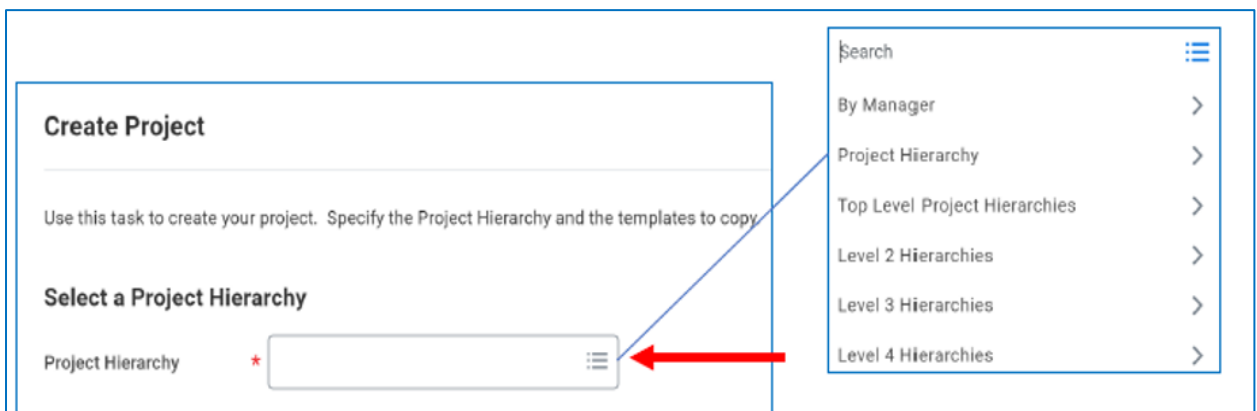 Create Project
Use this task to create your project. Specify the Project Hierarchy and the templates to copy.
Select a Project Hierarchy
Project Hierarchy *
Search
By Manager
Project Hierarchy
Top Level Project Hierarchies
Level 2 Hierarchies
Level 3 Hierarchies
Level 4 Hierarchies